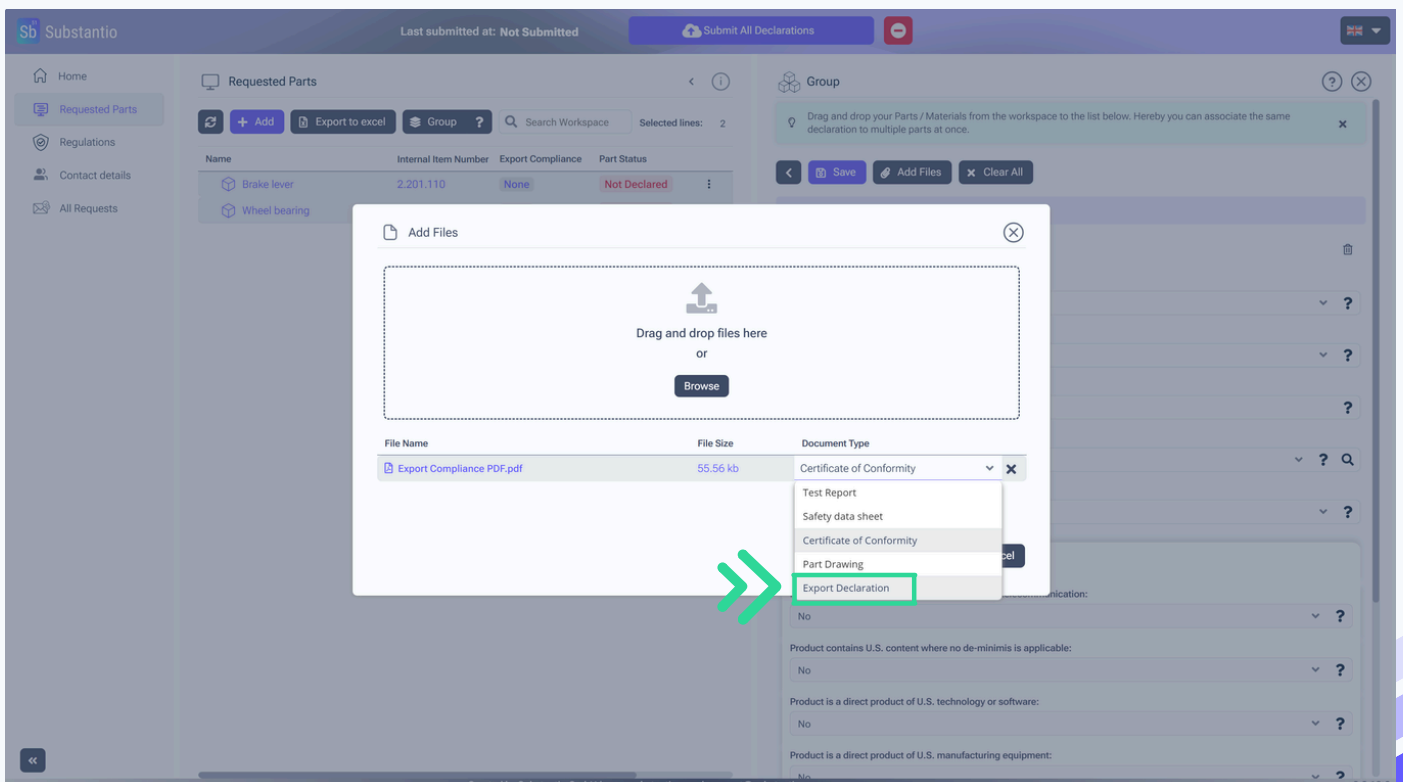 Sb Substantio
Last submitted at: Not Submitted
Submit All Declarations
Home
Requested Parts
Regulations
Contact details
All Requests
Requested Parts
+ Add
Export to excel
Group ?
Search Workspace
Selected lines: 2
Name Internal Item Number Export Compliance Part Status
Brake lever 2.201.110 None Not Declared
Wheel bearing
Group
Drag and drop your Parts / Materials from the workspace to the list below. Hereby you can associate the same
declaration to multiple parts at once.
Save
Add Files
Clear All
Add Files
Drag and drop files here
or
Browse
File Name File Size Document Type
Export Compliance PDF.pdf 55.56 kb Certificate of Conformity
Test Report
Safety data sheet
Certificate of Conformity
Part Drawing
Export Declaration
No
Product contains U.S. content where no de-minimis is applicable:
No
Product is a direct product of U.S. technology or software:
No
Product is a direct product of U.S. manufacturing equipment:
No